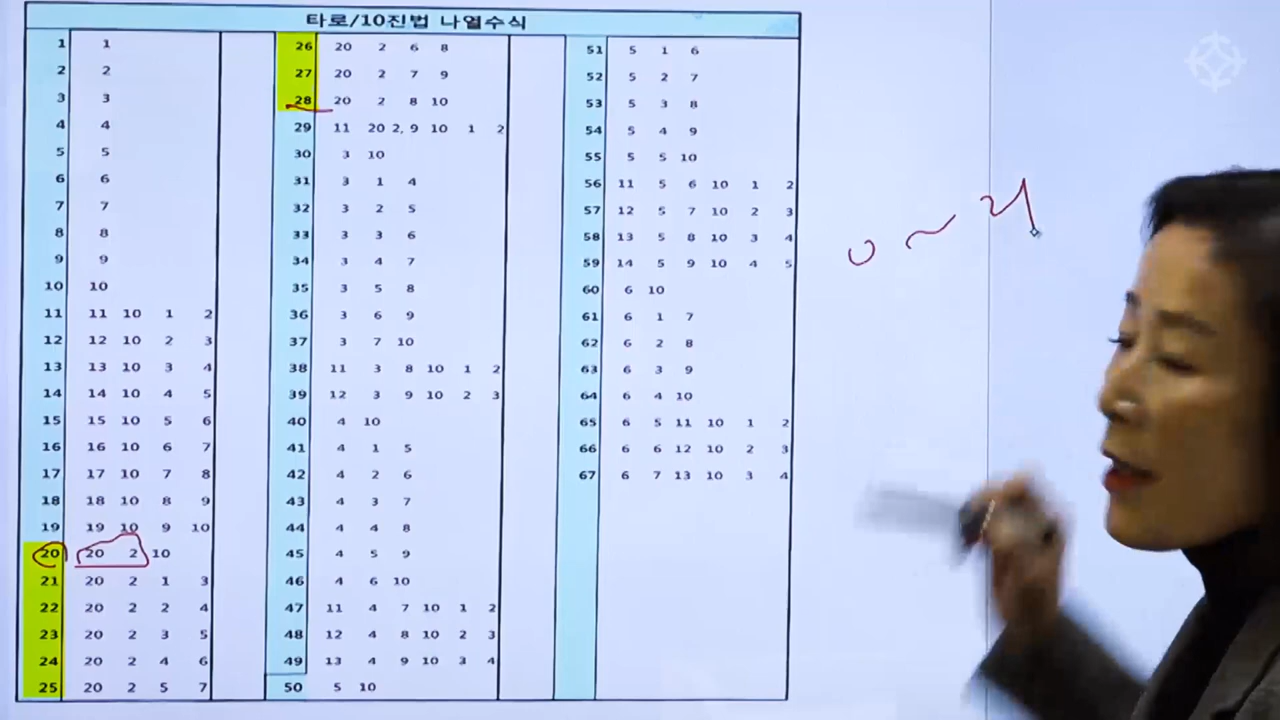 타로/10진법 나열수식
1 1
2 2
3 3
4 4
5 5
6 6
7 7
8 8
9 9
10 10
11 11 10 1 2
12 12 10 2 3
13 13 10 3 4
14 14 10 4 5
15 15 10 5 6
16 16 10 6 7
17 17 10 7 8
18 18 10 8 9
19 19 10 9 10
20 20 2 10
21 20 2 1 3
22 20 2 2 4
23 20 2 3 5
24 20 2 4 6
25 20 2 5 7
26 20 2 6 8
27 20 2 7 9
28 20 2 8 10
29 11 20 2, 9 10 1 2
30 3 10
31 3 1 4
32 3 2 5
33 3 3 6
34 3 4 7
35 3 5 8
36 3 6 9
37 3 7 10
38 11 3 8 10 1 2
39 12 3 9 10 2 3
40 4 10
41 4 1 5
42 4 2 6
43 4 3 7
44 4 4 8
45 4 5 9
46 4 6 10
47 11 4 7 10 1 2
48 12 4 8 10 2 3
49 13 4 9 10 3 4
50 5 10
51 5 1 6
52 5 2 7
53 5 3 8
54 5 4 9
55 5 5 10
56 11 5 6 10 1 2
57 12 5 7 10 2 3
58 13 5 8 10 3 4
59 14 5 9 10 4 5
60 6 10
61 6 1 7
62 6 2 8
63 6 3 9
64 6 4 10
65 6 5 11 10 1 2
66 6 6 12 10 2 3
67 6 7 13 10 3 4
0 ~ 21